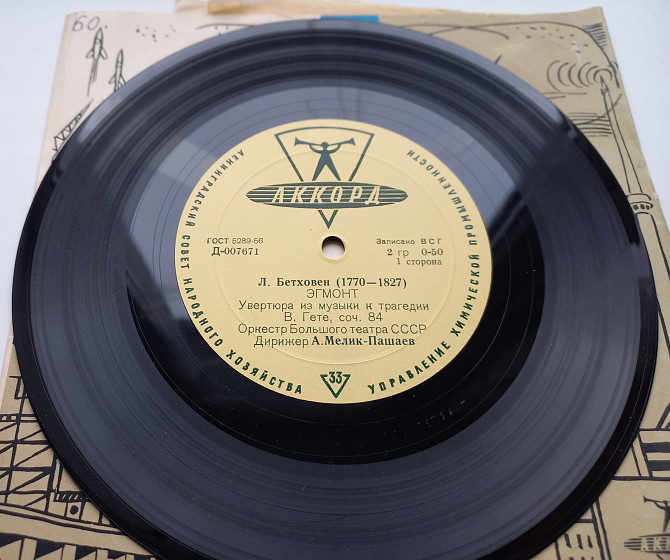 60.
ЛЕНИНГРАДСКИЙ СОВЕТ НАРОДНОГО ХОЗЯЙСТВА
УПРАВЛЕНИЕ ХИМИЧЕСКОЙ ПРОМЫШЛЕННОСТИ
АККОРД
ГОСТ 5289-56
Д-007671
Записано ВСГ
2 гр 0-50
1 сторона
Л. Бетховен (1770—1827)
ЭГМОНТ
Увертюра из музыки к трагедии
В. Гете, соч. 84
Оркестр Большого театра СССР
Дирижер А.Мелик-Пашаев
33